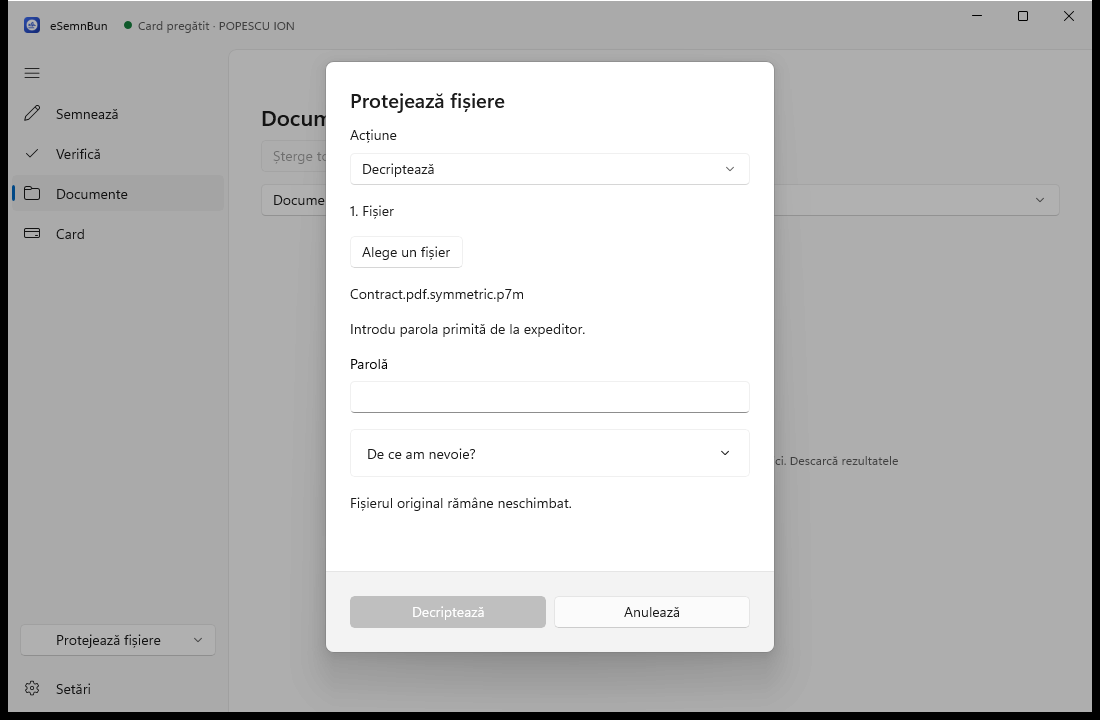 eSemnBun
Card pregătit · POPESCU ION
Semnează
Verifică
Documente
Card
Protejează fișiere
Setări
Docum
Șterge to
Docume
ci. Descarcă rezultatele
Protejează fișiere
Acțiune
Decriptează
1. Fișier
Alege un fișier
Contract.pdf.symmetric.p7m
Introdu parola primită de la expeditor.
Parolă
De ce am nevoie?
Fișierul original rămâne neschimbat.
Decriptează
Anulează